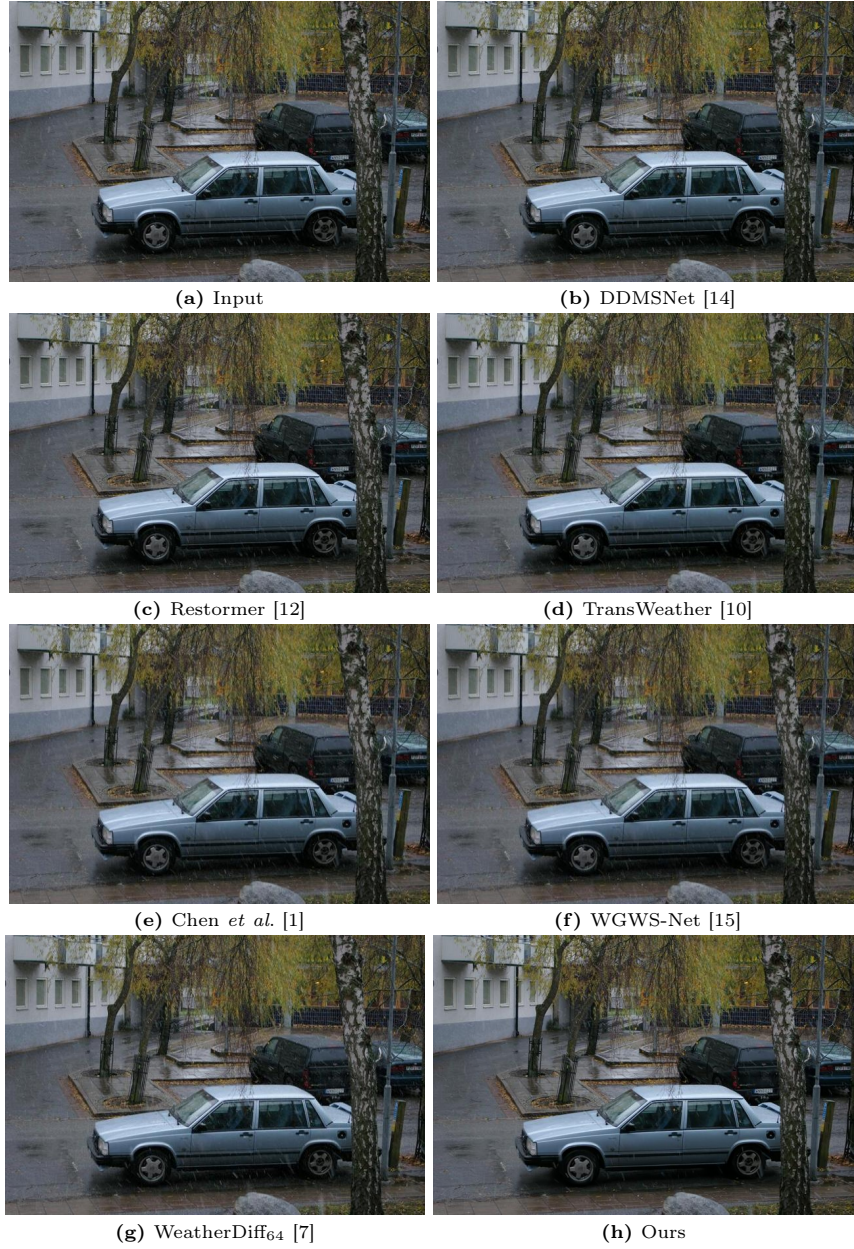 (a) Input
(b) DDMSNet [14]
(c) Restormer [12]
(d) TransWeather [10]
(e) Chen et al. [1]
(f) WGWS-Net [15]
(g) WeatherDiff₆₄ [7]
(h) Ours